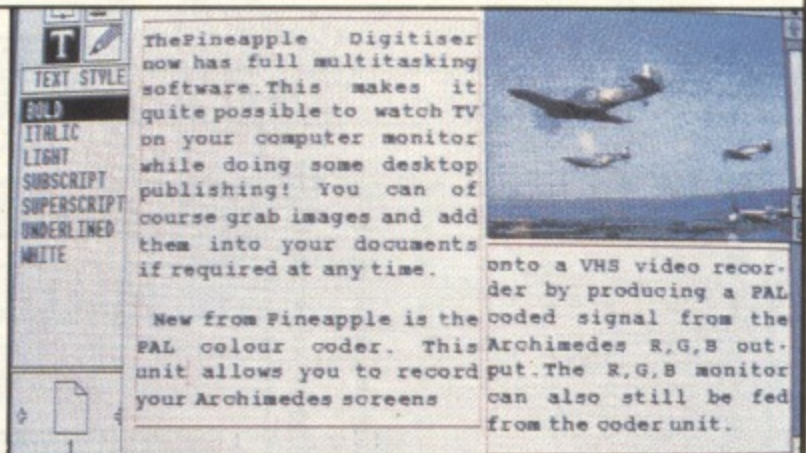 T
TEXT STYLE
BOLD
ITALIC
LIGHT
SUBSCRIPT
SUPERSCRIPT
UNDERLINED
WHITE
1
ThePineapple Digitiser
now has full multitasking
software.This makes it
quite possible to watch TV
on your computer monitor
while doing some desktop
publishing! You can of
course grab images and add
them into your documents
if required at any time.
New from Pineapple is the
PAL colour coder. This
unit allows you to record
your Archimedes screens
onto a VHS video recor-
der by producing a PAL
coded signal from the
Archimedes R,G,B out-
put.The R,G,B monitor
can also still be fed
from the coder unit.